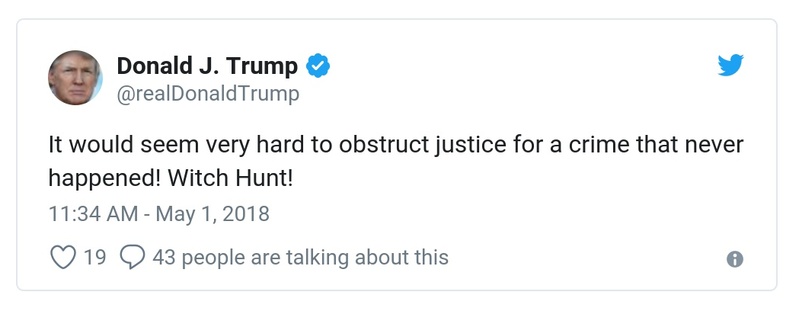 Donald J. Trump
@realDonaldTrump
It would seem very hard to obstruct justice for a crime that never
happened! Witch Hunt!
11:34 AM - May 1, 2018
19 43 people are talking about this